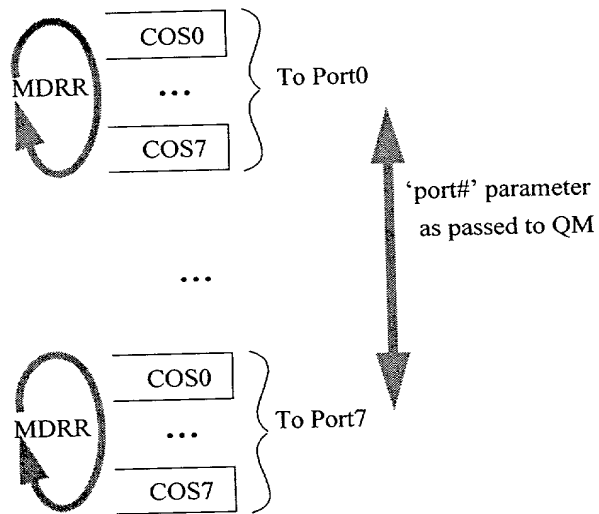 COS0
MDRR
...
To Port0
COS7
‘port#’ parameter
as passed to QM
...
COS0
MDRR
...
To Port7
COS7